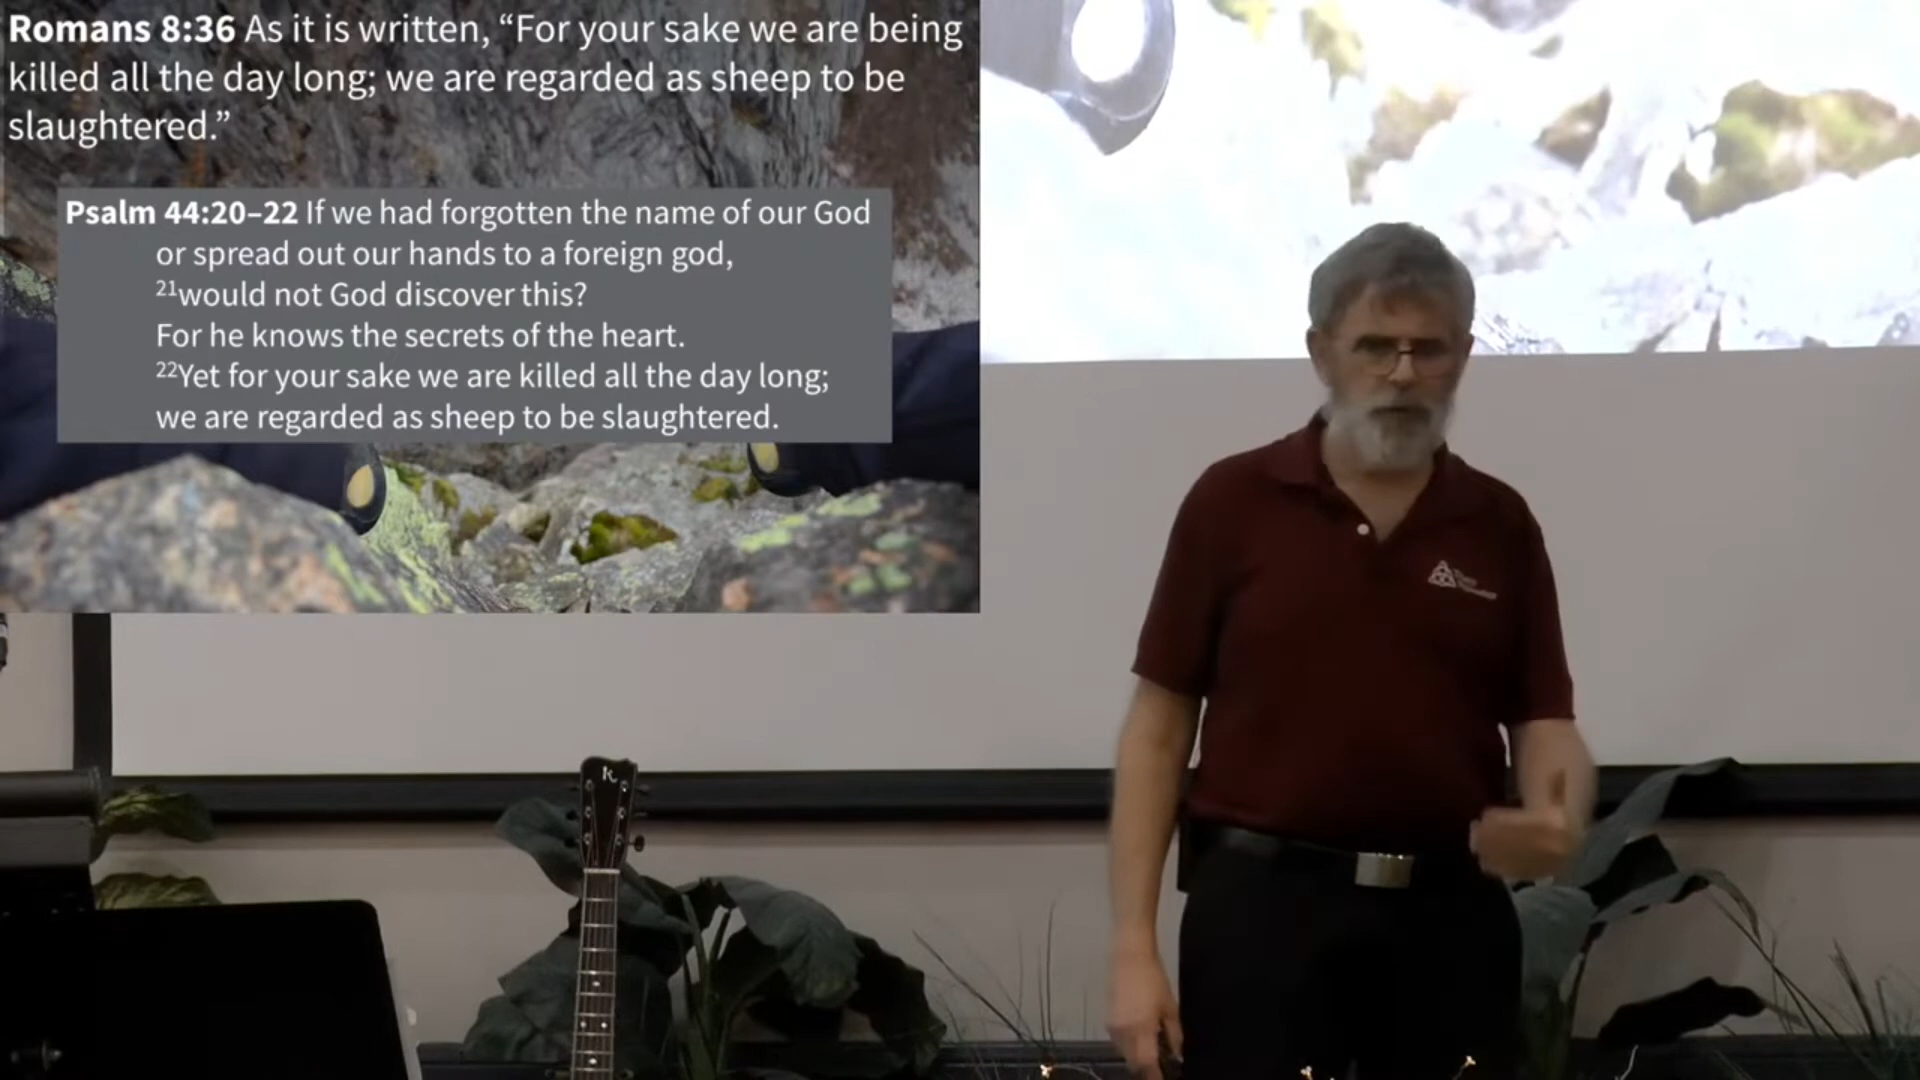 Romans 8:36 As it is written, “For your sake we are being
killed all the day long; we are regarded as sheep to be
slaughtered.”
Psalm 44:20–22 If we had forgotten the name of our God
or spread out our hands to a foreign god,
21would not God discover this?
For he knows the secrets of the heart.
22Yet for your sake we are killed all the day long;
we are regarded as sheep to be slaughtered.